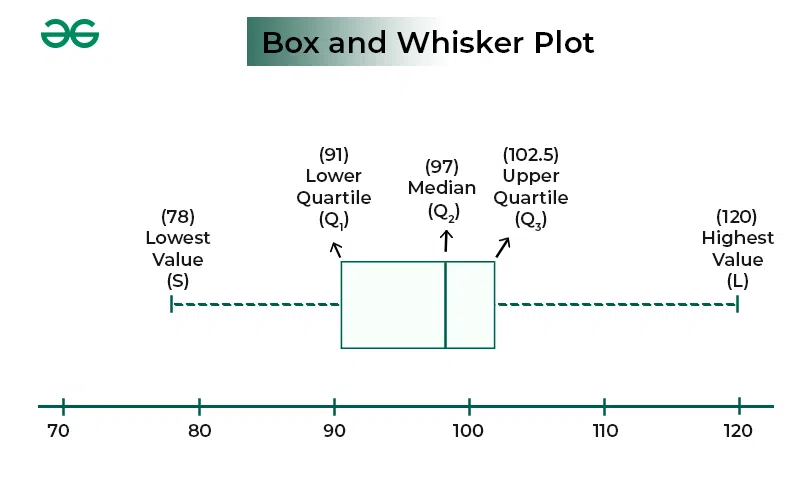 Box and Whisker Plot
(91)
Lower
Quartile
(Q₁)
(97)
Median
(Q₂)
(102.5)
Upper
Quartile
(Q₃)
(78)
Lowest
Value
(S)
(120)
Highest
Value
(L)
70 80 90 100 110 120